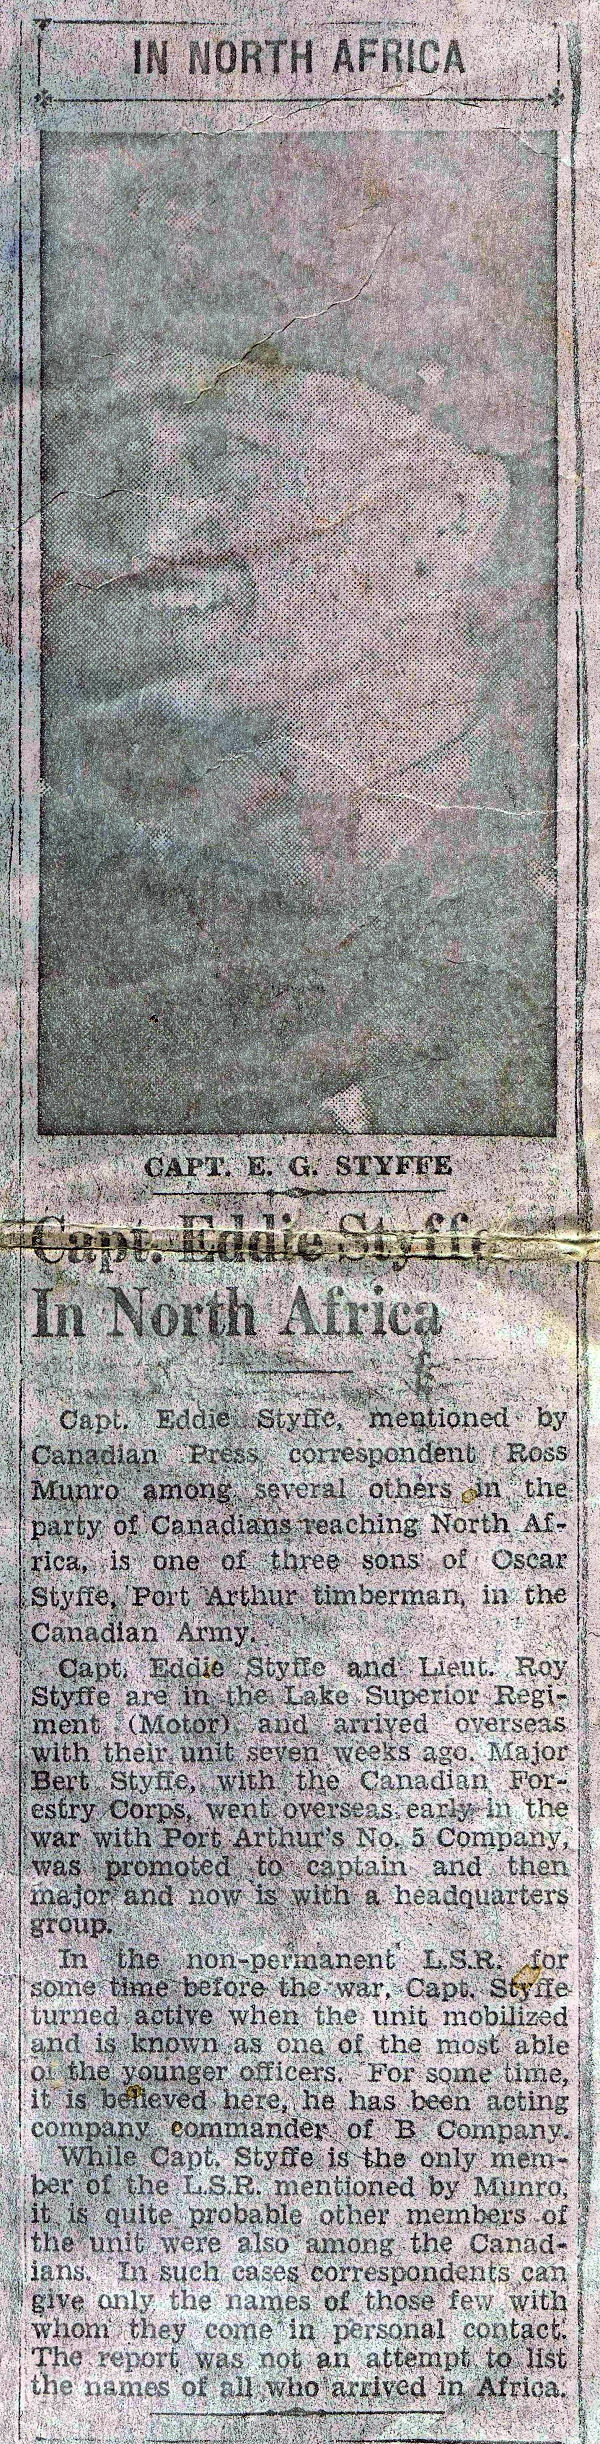 IN NORTH AFRICA
CAPT. E. G. STYFFE
Capt. Eddie Styffe
In North Africa
Capt. Eddie Styffe, mentioned by
Canadian Press correspondent Ross
Munro among several others in the
party of Canadians reaching North Af-
rica, is one of three sons of Oscar
Styffe, Port Arthur timberman, in the
Canadian Army.
Capt. Eddie Styffe and Lieut. Roy
Styffe are in the Lake Superior Regi-
ment (Motor) and arrived overseas
with their unit seven weeks ago. Major
Bert Styffe, with the Canadian For-
estry Corps, went overseas early in the
war with Port Arthur's No. 5 Company,
was promoted to captain and then
major and now is with a headquarters
group.
In the non-permanent L.S.R. for
some time before the war, Capt. Styffe
turned active when the unit mobilized
and is known as one of the most able
of the younger officers. For some time,
it is believed here, he has been acting
company commander of B Company.
While Capt. Styffe is the only mem-
ber of the L.S.R. mentioned by Munro,
it is quite probable other members of
the unit were also among the Canad-
ians. In such cases correspondents can
give only the names of those few with
whom they come in personal contact.
The report was not an attempt to list
the names of all who arrived in Africa.